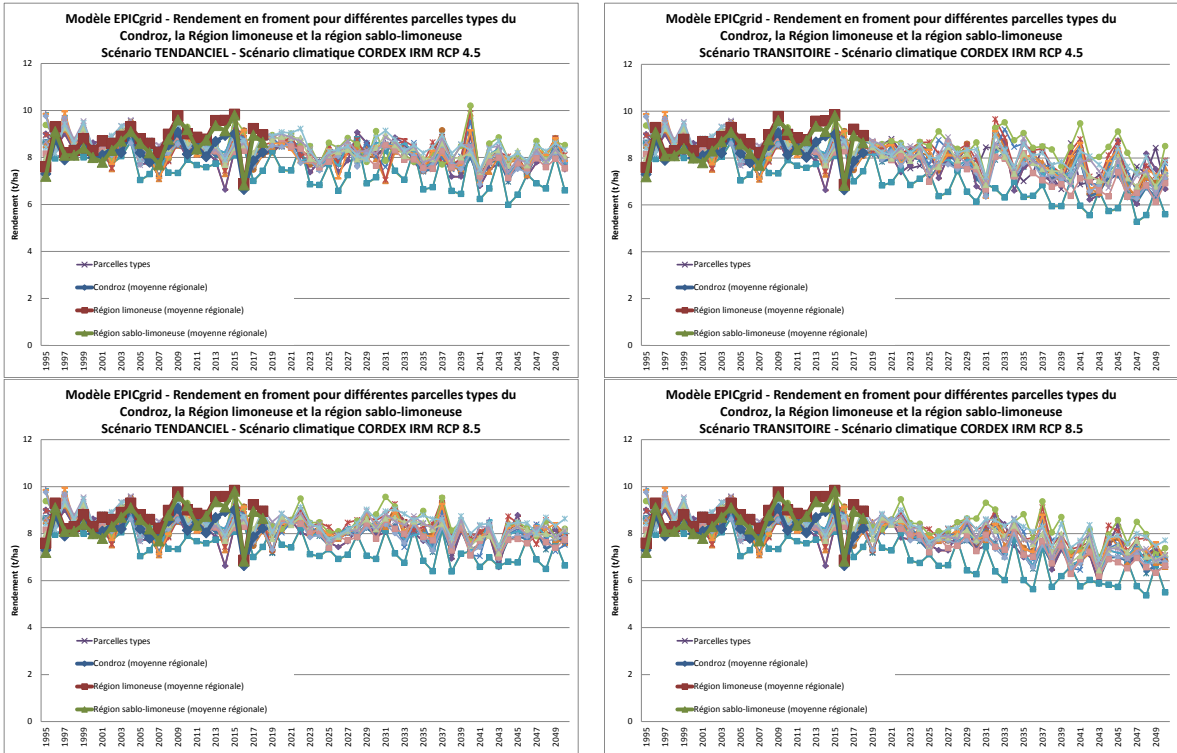 Modèle EPICgrid - Rendement en froment pour différentes parcelles types du
Condroz, la Région limoneuse et la région sablo-limoneuse
Scénario TENDANCIEL - Scénario climatique CORDEX IRM RCP 4.5
12
10
8
6
4
2
0
Rendement (t/ha)
Parcelles types
Condroz (moyenne régionale)
Région limoneuse (moyenne régionale)
Région sablo-limoneuse (moyenne régionale)
1995 1997 1999 2001 2003 2005 2007 2009 2011 2013 2015 2017 2019 2021 2023 2025 2027 2029 2031 2033 2035 2037 2039 2041 2043 2045 2047 2049
Modèle EPICgrid - Rendement en froment pour différentes parcelles types du
Condroz, la Région limoneuse et la région sablo-limoneuse
Scénario TRANSITOIRE - Scénario climatique CORDEX IRM RCP 4.5
12
10
8
6
4
2
0
Rendement (t/ha)
Parcelles types
Condroz (moyenne régionale)
Région limoneuse (moyenne régionale)
Région sablo-limoneuse (moyenne régionale)
1995 1997 1999 2001 2003 2005 2007 2009 2011 2013 2015 2017 2019 2021 2023 2025 2027 2029 2031 2033 2035 2037 2039 2041 2043 2045 2047 2049
Modèle EPICgrid - Rendement en froment pour différentes parcelles types du
Condroz, la Région limoneuse et la région sablo-limoneuse
Scénario TENDANCIEL - Scénario climatique CORDEX IRM RCP 8.5
12
10
8
6
4
2
0
Rendement (t/ha)
Parcelles types
Condroz (moyenne régionale)
Région limoneuse (moyenne régionale)
Région sablo-limoneuse (moyenne régionale)
1995 1997 1999 2001 2003 2005 2007 2009 2011 2013 2015 2017 2019 2021 2023 2025 2027 2029 2031 2033 2035 2037 2039 2041 2043 2045 2047 2049
Modèle EPICgrid - Rendement en froment pour différentes parcelles types du
Condroz, la Région limoneuse et la région sablo-limoneuse
Scénario TRANSITOIRE - Scénario climatique CORDEX IRM RCP 8.5
12
10
8
6
4
2
0
Rendement (t/ha)
Parcelles types
Condroz (moyenne régionale)
Région limoneuse (moyenne régionale)
Région sablo-limoneuse (moyenne régionale)
1995 1997 1999 2001 2003 2005 2007 2009 2011 2013 2015 2017 2019 2021 2023 2025 2027 2029 2031 2033 2035 2037 2039 2041 2043 2045 2047 2049